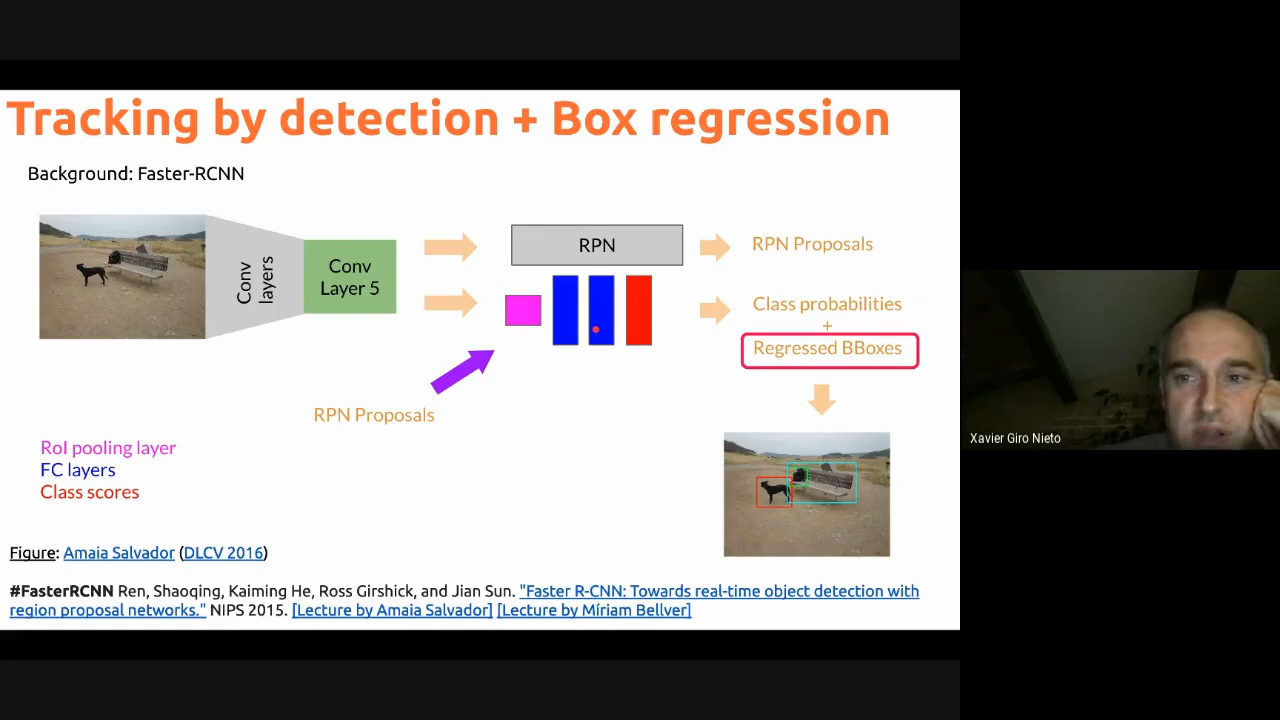 Tracking by detection + Box regression
Background: Faster-RCNN
Conv layers
Conv
Layer 5
RPN
RPN Proposals
Class probabilities
+
Regressed BBoxes
RPN Proposals
RoI pooling layer
FC layers
Class scores
Xavier Giro Nieto
Figure: Amaia Salvador (DLCV 2016)
#FasterRCNN Ren, Shaoqing, Kaiming He, Ross Girshick, and Jian Sun. "Faster R-CNN: Towards real-time object detection with
region proposal networks." NIPS 2015. [Lecture by Amaia Salvador] [Lecture by Míriam Bellver]